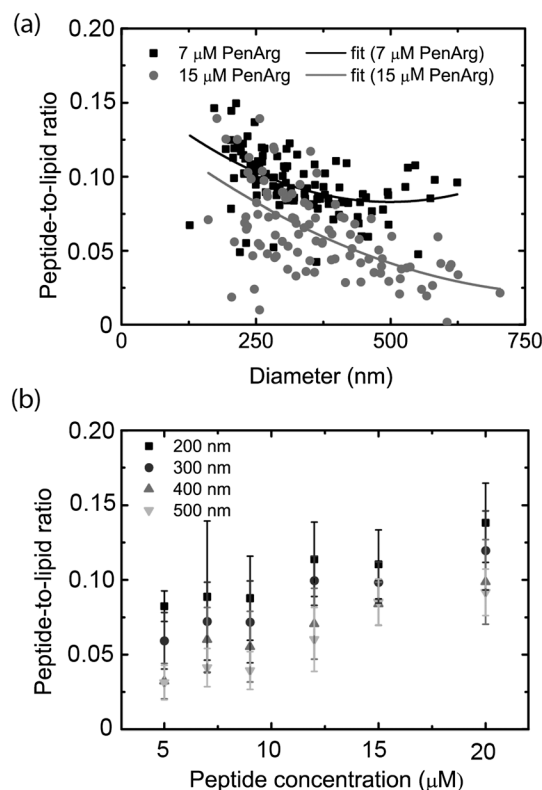 (a)
0.20
0.15
0.10
0.05
0
Peptide-to-lipid ratio
7 µM PenArg
fit (7 µM PenArg)
15 µM PenArg
fit (15 µM PenArg)
0
250
500
750
Diameter (nm)
(b)
0.20
0.15
0.10
0.05
0
Peptide-to-lipid ratio
200 nm
300 nm
400 nm
500 nm
5
10
15
20
Peptide concentration (µM)